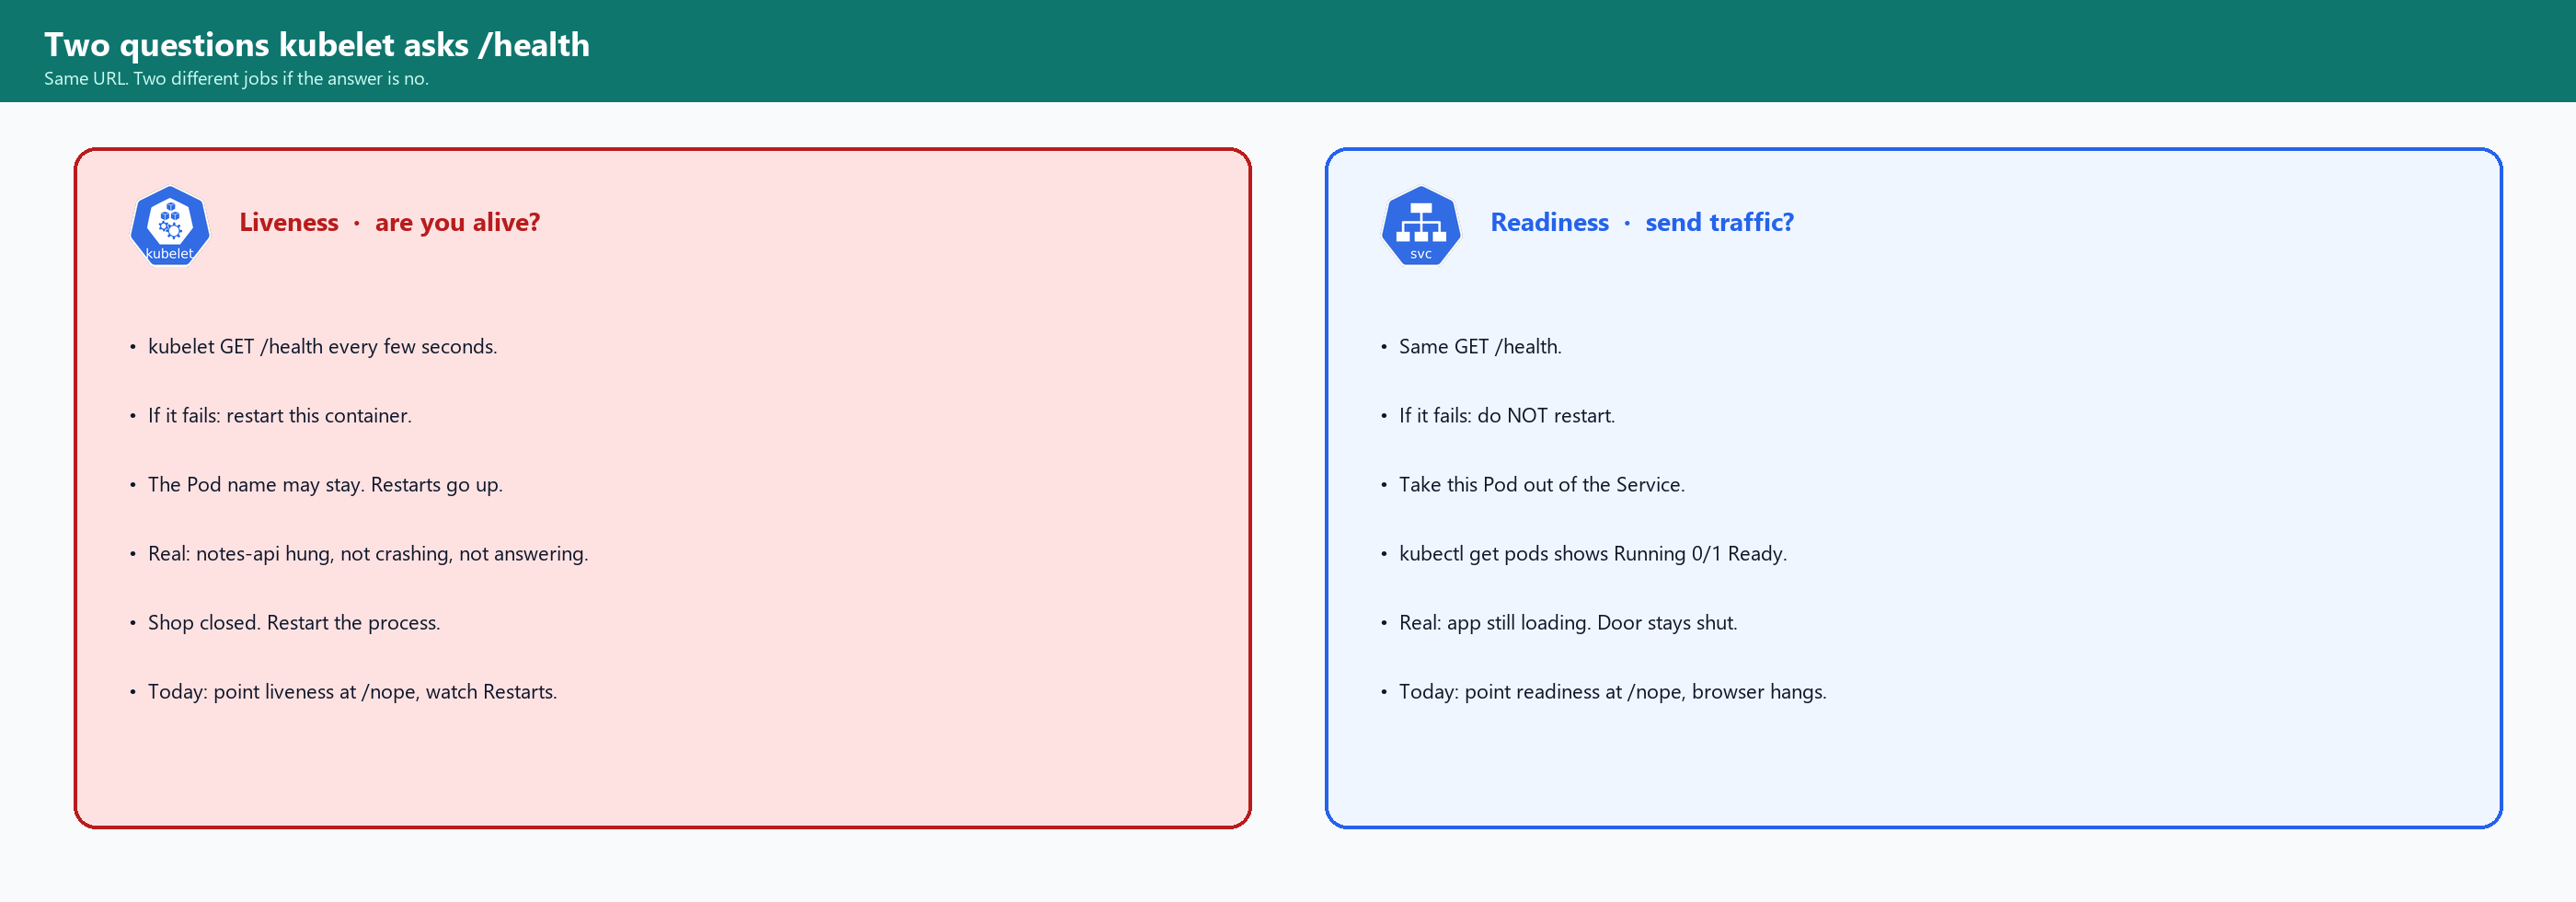 Two questions kubelet asks /health
Same URL. Two different jobs if the answer is no.
kubelet
Liveness · are you alive?
• kubelet GET /health every few seconds.
• If it fails: restart this container.
• The Pod name may stay. Restarts go up.
• Real: notes-api hung, not crashing, not answering.
• Shop closed. Restart the process.
• Today: point liveness at /nope, watch Restarts.
svc
Readiness · send traffic?
• Same GET /health.
• If it fails: do NOT restart.
• Take this Pod out of the Service.
• kubectl get pods shows Running 0/1 Ready.
• Real: app still loading. Door stays shut.
• Today: point readiness at /nope, browser hangs.